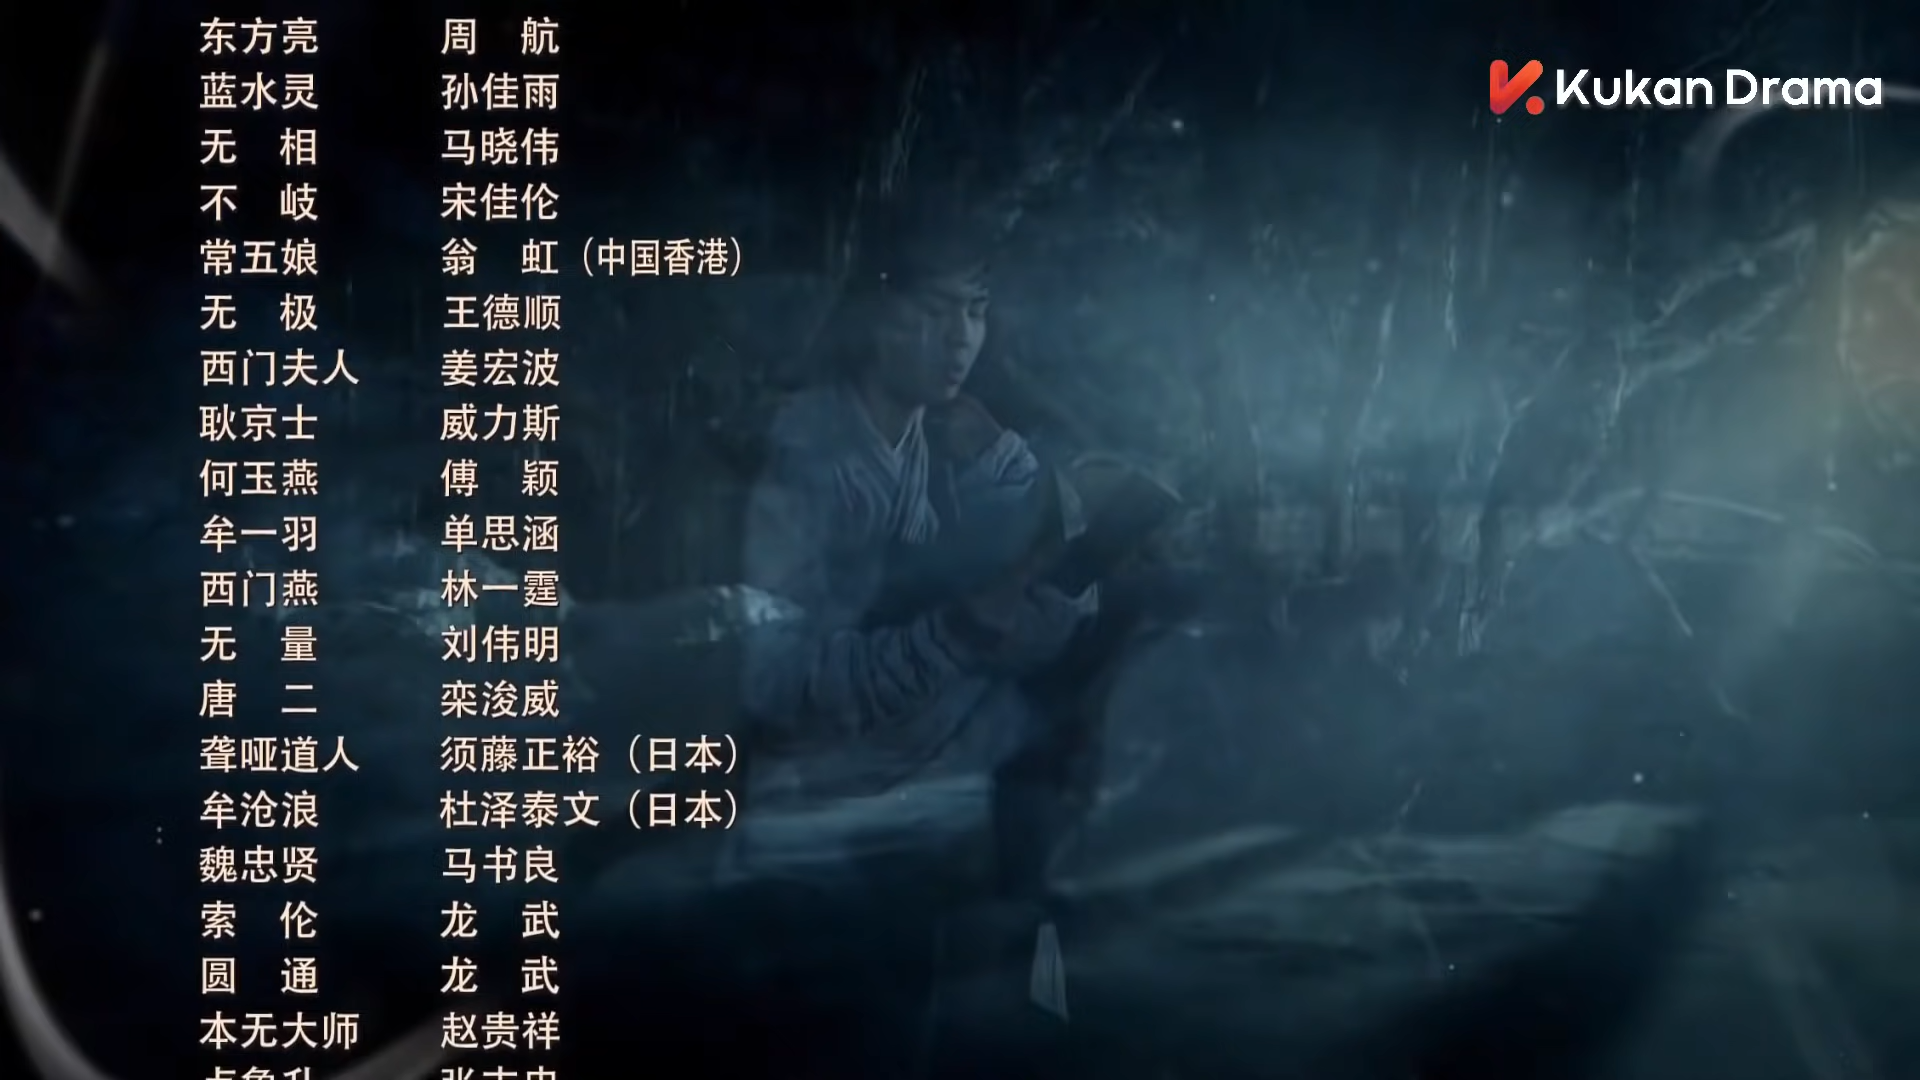 东方亮 周航
Kukan Drama
蓝水灵 孙佳雨
无相 马晓伟
不岐 宋佳伦
常五娘 翁虹（中国香港）
无极 王德顺
西门夫人 姜宏波
耿京士 威力斯
何玉燕 傅颖
牟一羽 单思涵
西门燕 林一霆
无量 刘伟明
唐二 栾浚威
聋哑道人 须藤正裕（日本）
牟沧浪 杜泽泰文（日本）
魏忠贤 马书良
索伦 龙武
圆通 龙武
本无大师 赵贵祥